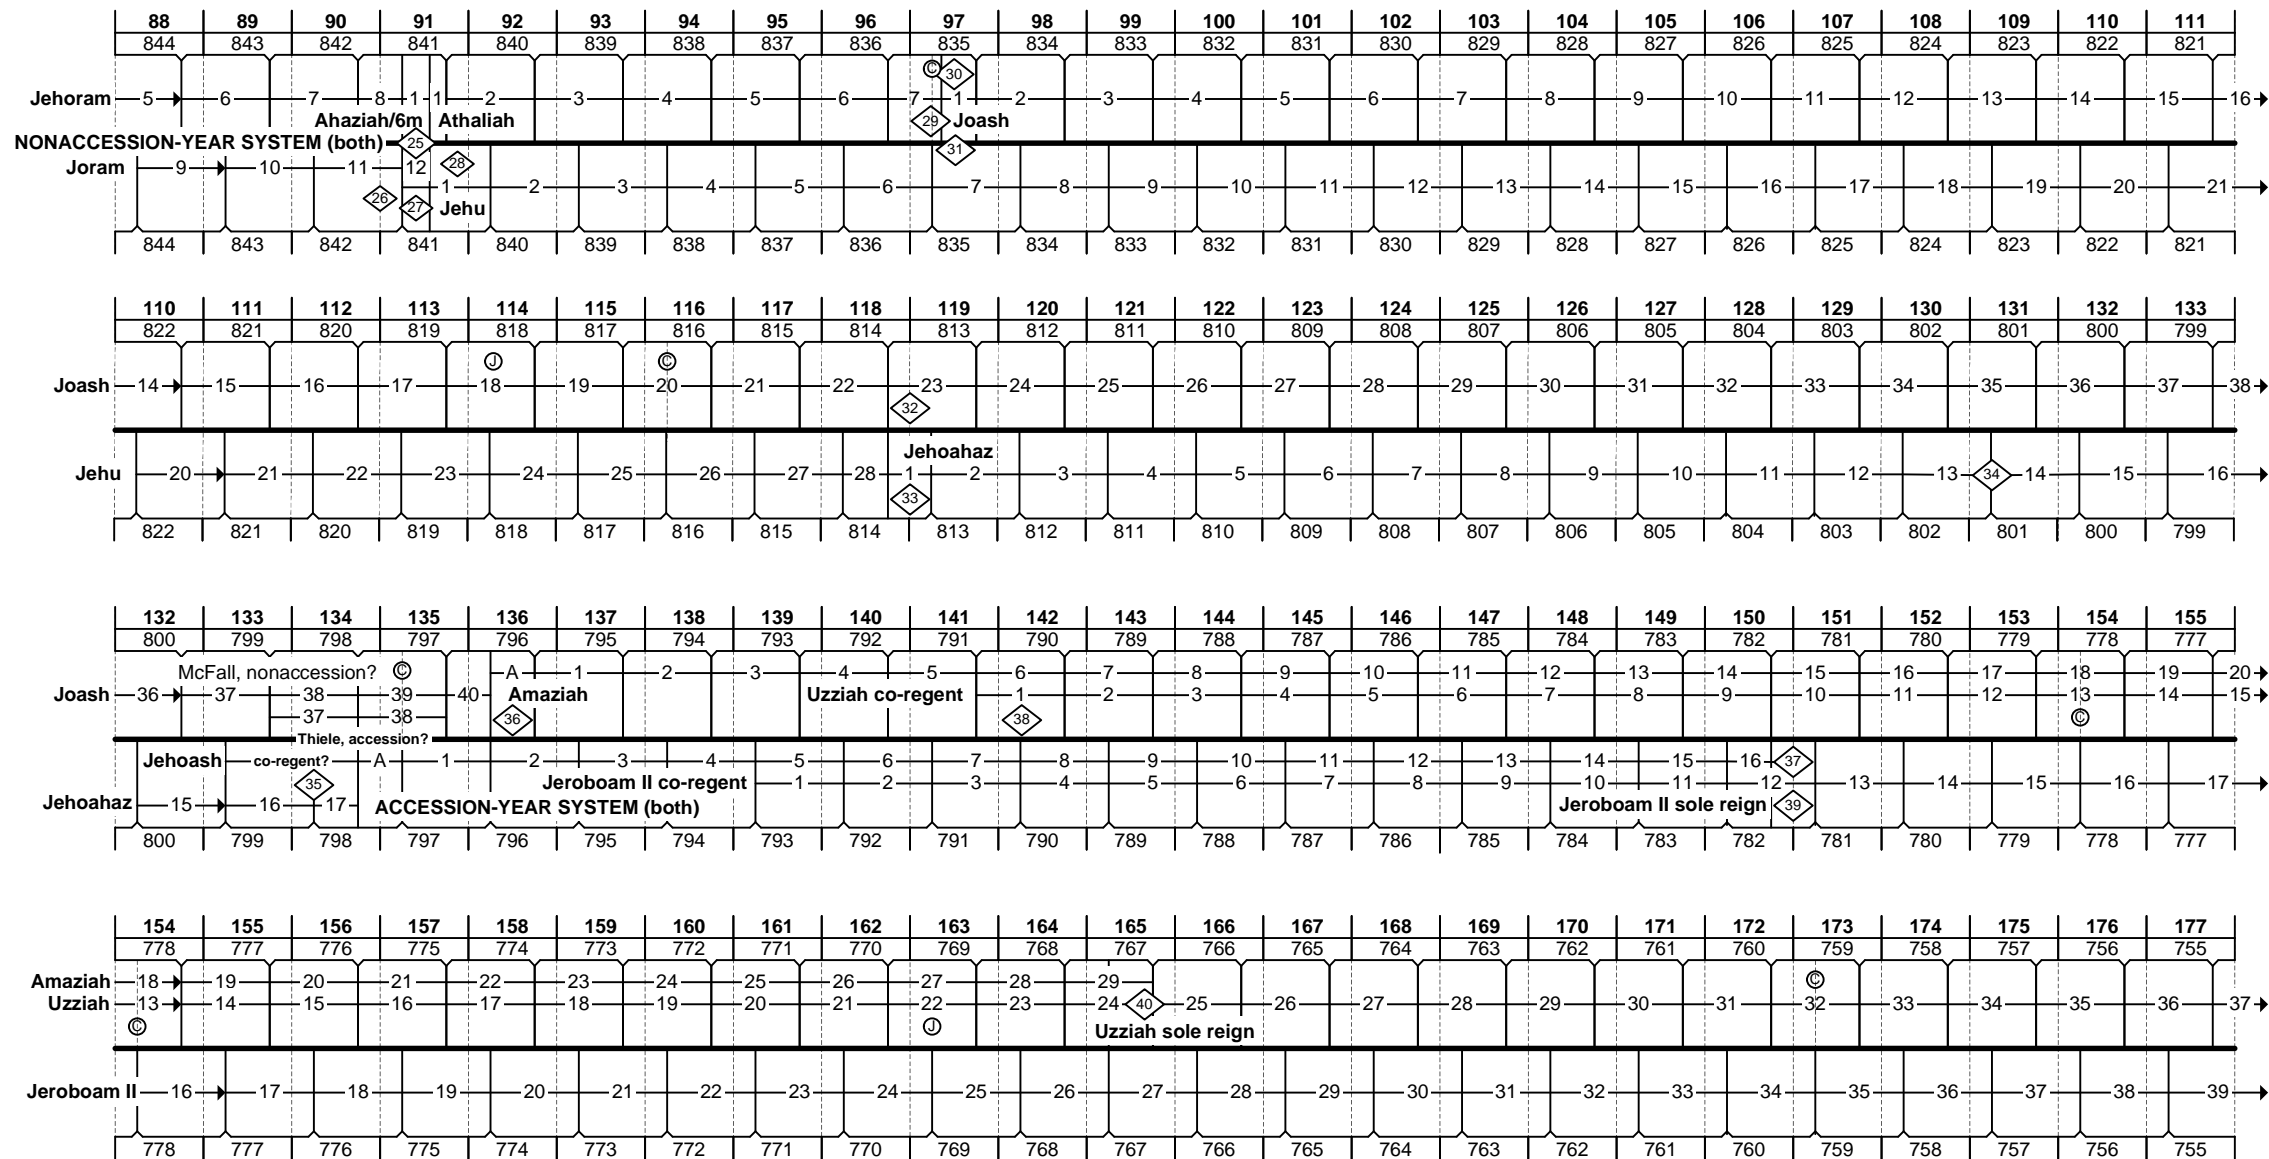 88 89 90 91 92 93 94 95 96 97 98 99 100 101 102 103 104 105 106 107 108 109 110 111
844 843 842 841 840 839 838 837 836 835 834 833 832 831 830 829 828 827 826 825 824 823 822 821
Ⓒ 30
Jehoram 5 6 7 8 1 1 2 3 4 5 6 7 1 2 3 4 5 6 7 8 9 10 11 12 13 14 15 16
Ahaziah/6m Athaliah 29 Joash
NONACCESSION-YEAR SYSTEM (both) 25 31
Joram 9 10 11 12 28
1 2 3 4 5 6 7 8 9 10 11 12 13 14 15 16 17 18 19 20 21
26 27 Jehu
844 843 842 841 840 839 838 837 836 835 834 833 832 831 830 829 828 827 826 825 824 823 822 821
110 111 112 113 114 115 116 117 118 119 120 121 122 123 124 125 126 127 128 129 130 131 132 133
822 821 820 819 818 817 816 815 814 813 812 811 810 809 808 807 806 805 804 803 802 801 800 799
Ⓙ Ⓒ
Joash 14 15 16 17 18 19 20 21 22 23 24 25 26 27 28 29 30 31 32 33 34 35 36 37 38
32
Jehoahaz
Jehu 20 21 22 23 24 25 26 27 28 1 2 3 4 5 6 7 8 9 10 11 12 13 34 14 15 16
33
822 821 820 819 818 817 816 815 814 813 812 811 810 809 808 807 806 805 804 803 802 801 800 799
132 133 134 135 136 137 138 139 140 141 142 143 144 145 146 147 148 149 150 151 152 153 154 155
800 799 798 797 796 795 794 793 792 791 790 789 788 787 786 785 784 783 782 781 780 779 778 777
McFall, nonaccession? Ⓒ A 1 2 3 4 5 6 7 8 9 10 11 12 13 14 15 16 17 18 19 20
Joash 36 37 38 39 40 Amaziah Uzziah co-regent 1 2 3 4 5 6 7 8 9 10 11 12 13 14 15
37 38 36 38 Ⓒ
Thiele, accession?
Jehoash co-regent? A 1 2 3 4 5 6 7 8 9 10 11 12 13 14 15 16 37
35 Jeroboam II co-regent 1 2 3 4 5 6 7 8 9 10 11 12 13 14 15 16 17
Jehoahaz 15 16 17 ACCESSION-YEAR SYSTEM (both) Jeroboam II sole reign 39
800 799 798 797 796 795 794 793 792 791 790 789 788 787 786 785 784 783 782 781 780 779 778 777
154 155 156 157 158 159 160 161 162 163 164 165 166 167 168 169 170 171 172 173 174 175 176 177
778 777 776 775 774 773 772 771 770 769 768 767 766 765 764 763 762 761 760 759 758 757 756 755
Amaziah 18 19 20 21 22 23 24 25 26 27 28 29 Ⓒ
Uzziah 13 14 15 16 17 18 19 20 21 22 23 24 40 25 26 27 28 29 30 31 32 33 34 35 36 37
Ⓒ Ⓙ Uzziah sole reign
Jeroboam II 16 17 18 19 20 21 22 23 24 25 26 27 28 29 30 31 32 33 34 35 36 37 38 39
778 777 776 775 774 773 772 771 770 769 768 767 766 765 764 763 762 761 760 759 758 757 756 755